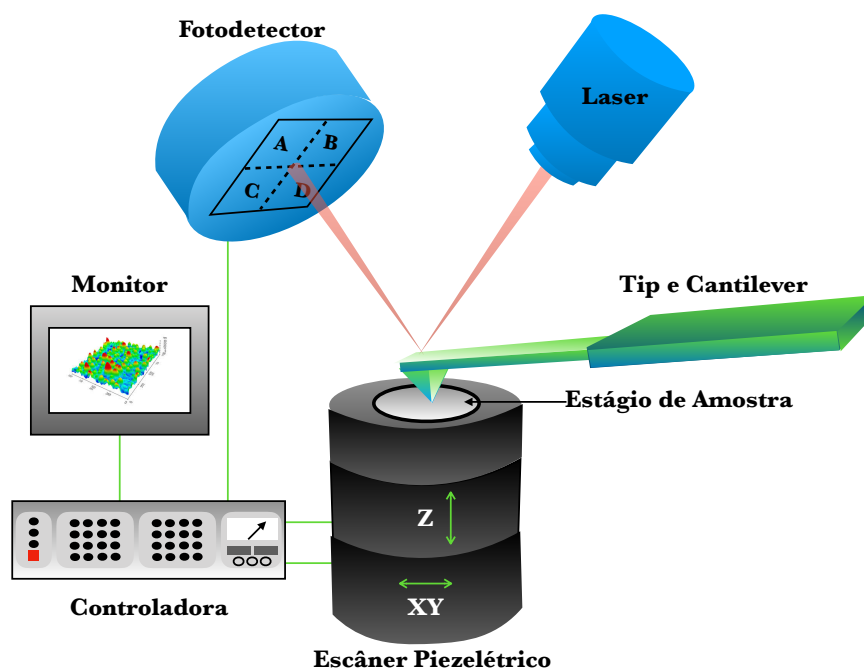 Fotodetector
Laser
A
B
C
D
Monitor
Tip e Cantilever
Estágio de Amostra
Z
XY
Controladora
Escâner Piezelétrico